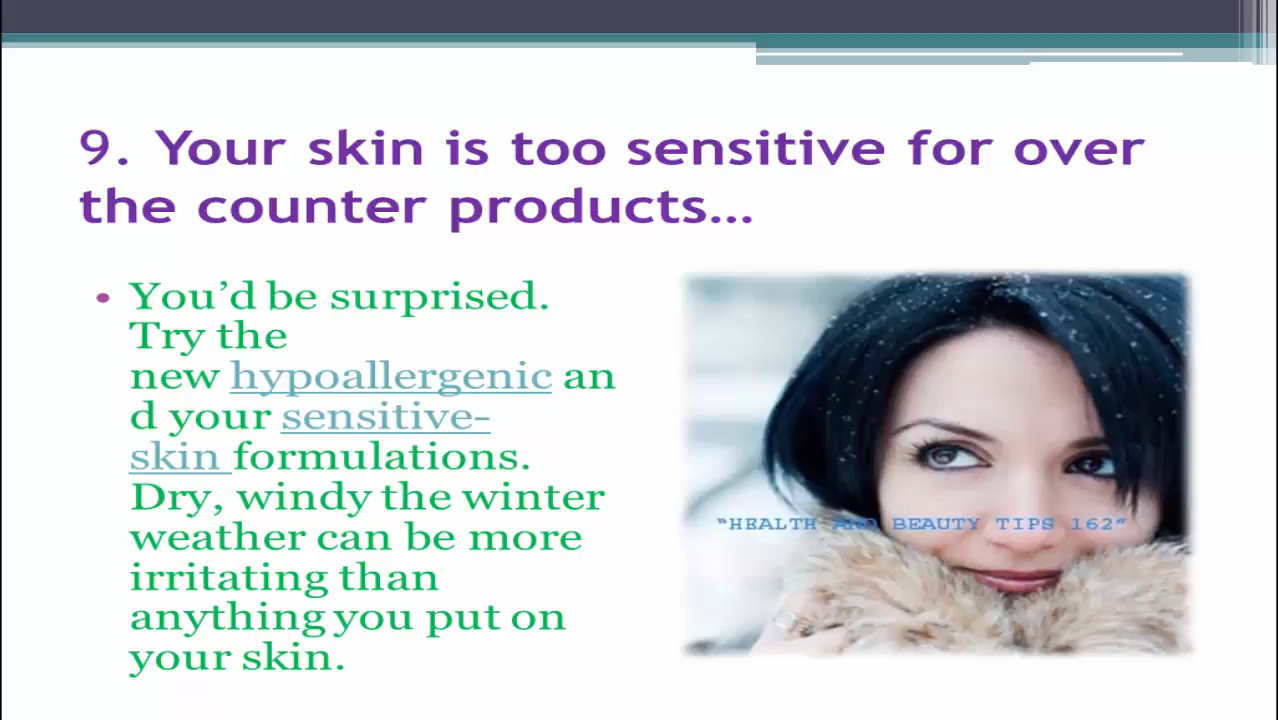 9. Your skin is too sensitive for over
the counter products...
• You'd be surprised.
Try the
new hypoallergenic an
d your sensitive-
skin formulations.
Dry, windy the winter
weather can be more
irritating than
anything you put on
your skin.
"HEALTH AND BEAUTY TIPS 162"